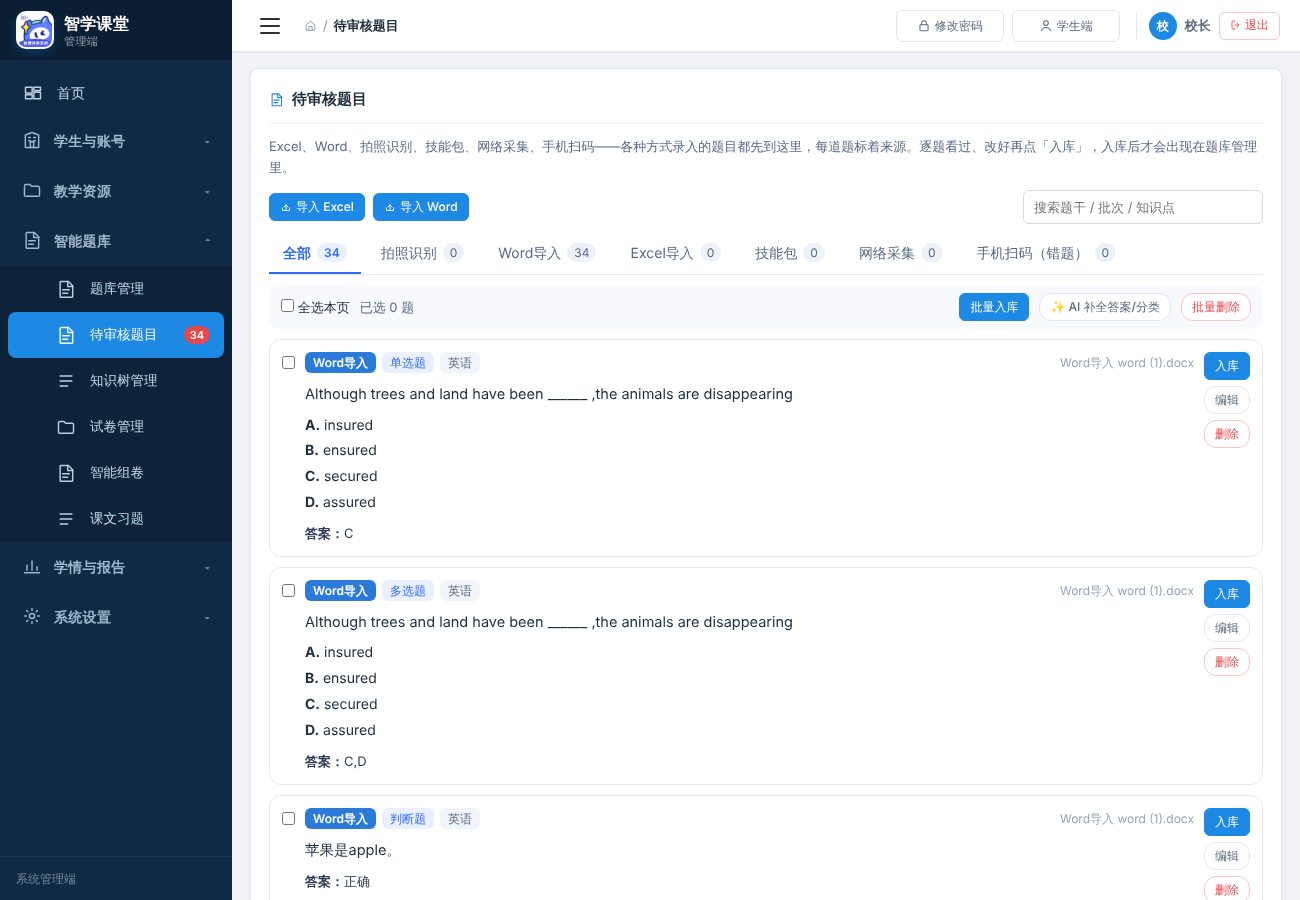 智学课堂
管理端
首页
学生与账号
教学资源
智能题库
题库管理
待审核题目 34
知识树管理
试卷管理
智能组卷
课文习题
学情与报告
系统设置
系统管理端
/ 待审核题目
修改密码
学生端
校 校长
退出
待审核题目
Excel、Word、拍照识别、技能包、网络采集、手机扫码——各种方式录入的题目都先到这里，每道题标着来源。逐题看过、改好再点「入库」，入库后才会出现在题库管理
里。
导入 Excel 导入 Word 搜索题干 / 批次 / 知识点
全部 34 拍照识别 0 Word导入 34 Excel导入 0 技能包 0 网络采集 0 手机扫码（错题） 0
全选本页 已选 0 题 批量入库 ✨ AI 补全答案/分类 批量删除
Word导入 单选题 英语 Word导入 word (1).docx 入库
Although trees and land have been ______ ,the animals are disappearing 编辑
A. insured 删除
B. ensured
C. secured
D. assured
答案：C
Word导入 多选题 英语 Word导入 word (1).docx 入库
Although trees and land have been ______ ,the animals are disappearing 编辑
A. insured 删除
B. ensured
C. secured
D. assured
答案：C,D
Word导入 判断题 英语 Word导入 word (1).docx 入库
苹果是apple。 编辑
答案：正确 删除